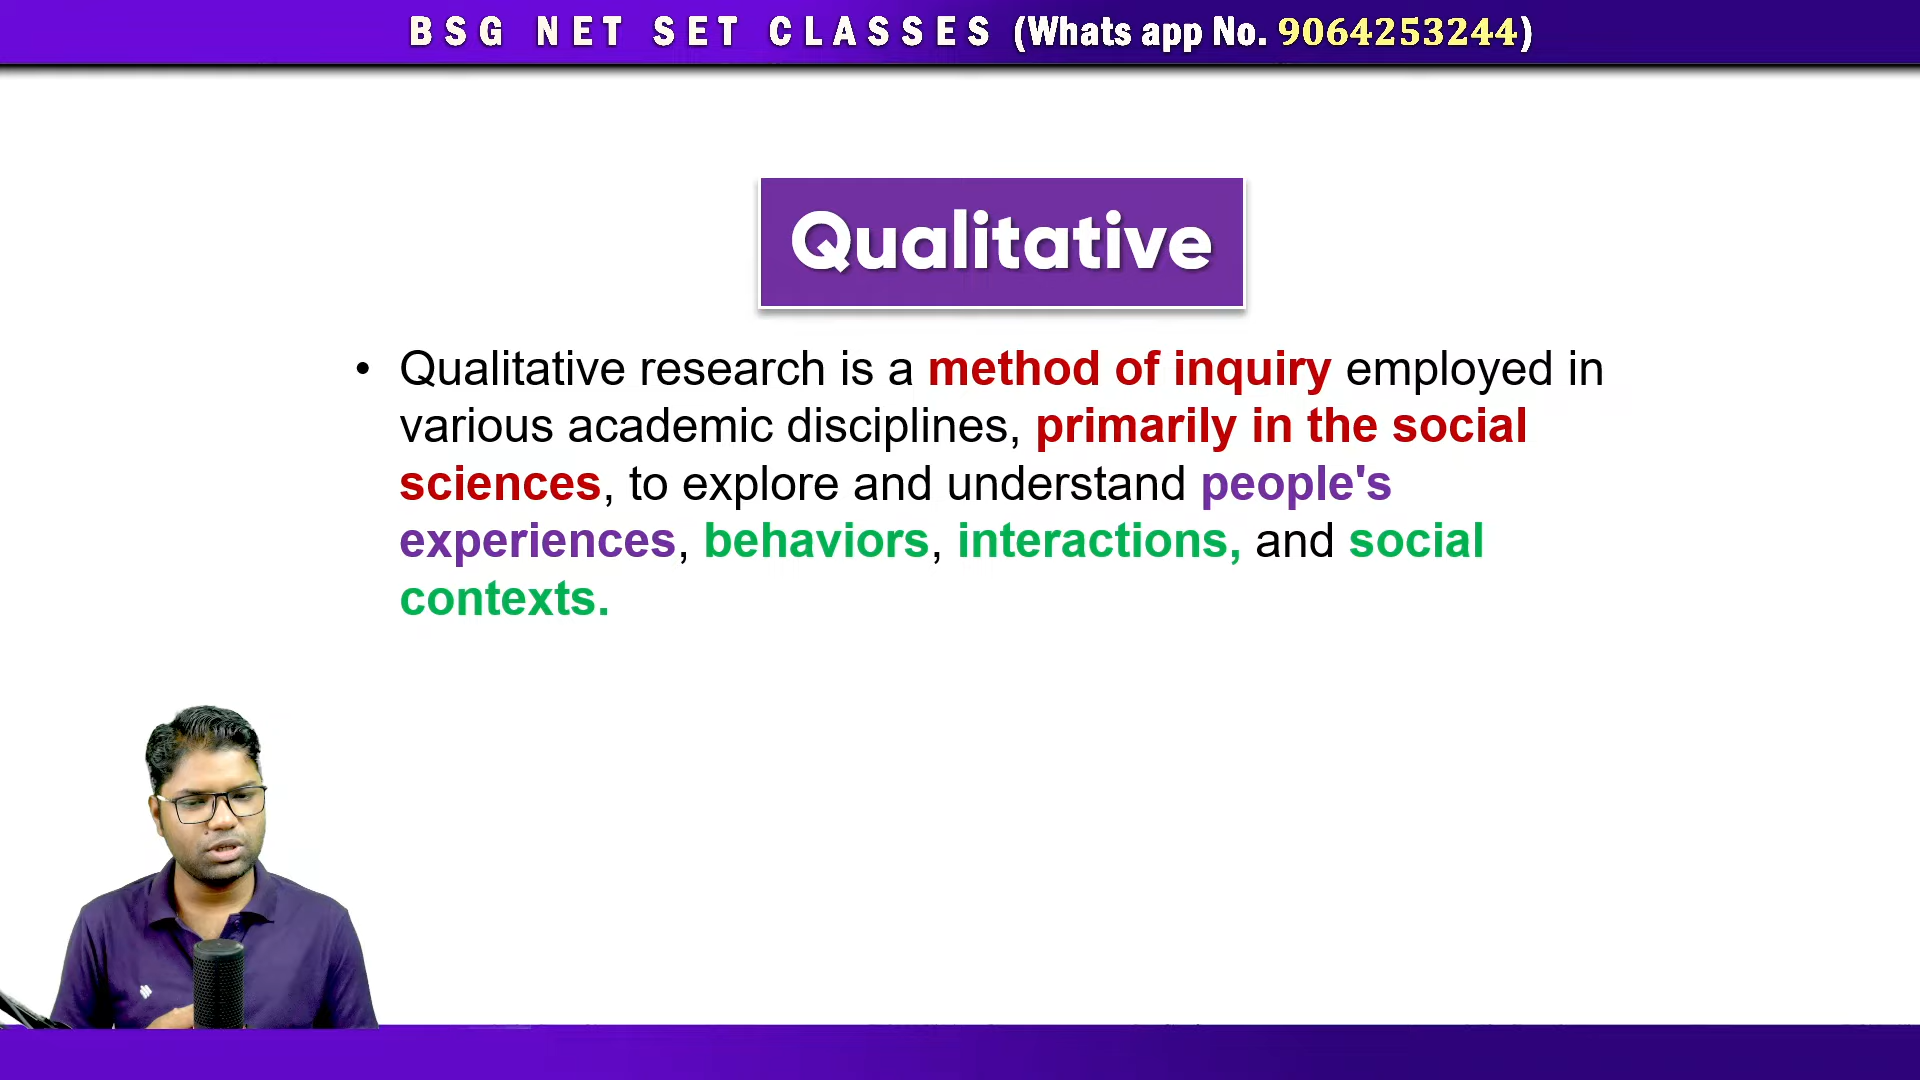 BSG NET SET CLASSES (Whats app No. 9064253244)
Qualitative
• Qualitative research is a method of inquiry employed in
various academic disciplines, primarily in the social
sciences, to explore and understand people's
experiences, behaviors, interactions, and social
contexts.